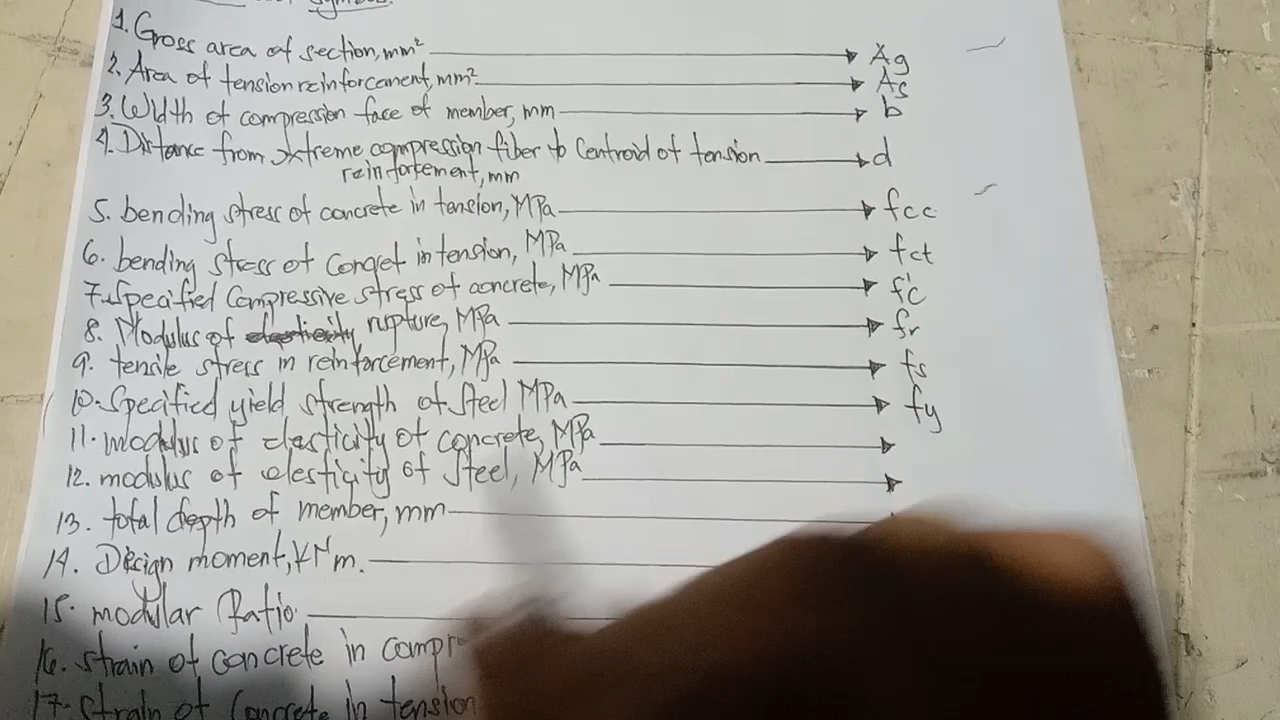 1. Gross area of section, mm² Ag
2. Area of tension reinforcement, mm² As
3. Width of compression face of member, mm b
4. Distance from extreme compression fiber to centroid of tension d
reinforcement, mm
5. bending stress of concrete in tension, MPa fcc
6. bending stress of in tension, MPa fct
7. Specified Compressive stress of concrete, MPa f'c
8. Modulus of rupture, MPa fr
9. tensile stress in reinforcement, MPa fs
10. Specified yield strength of steel MPa fy
11. modulus of elasticity of concrete, MPa
12. modulus of elesticity of Steel, MPa
13. total depth of member, mm
14. Design moment, KNm.
15. modular Ratio
16. strain of concrete in compre
17. Strain of Concrete in tension